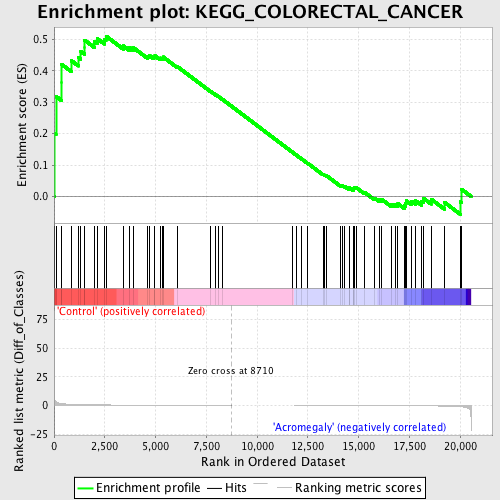 Enrichment plot: KEGG_COLORECTAL_CANCER
Enrichment score (ES)
0.5
0.4
0.3
0.2
0.1
0.0
'Control' (positively correlated)
Ranked list metric (Diff_of_Classes)
75
50
25
0
-25
Zero cross at 8710
'Acromegaly' (negatively correlated)
0 2,500 5,000 7,500 10,000 12,500 15,000 17,500 20,000
Rank in Ordered Dataset
Enrichment profile Hits Ranking metric scores